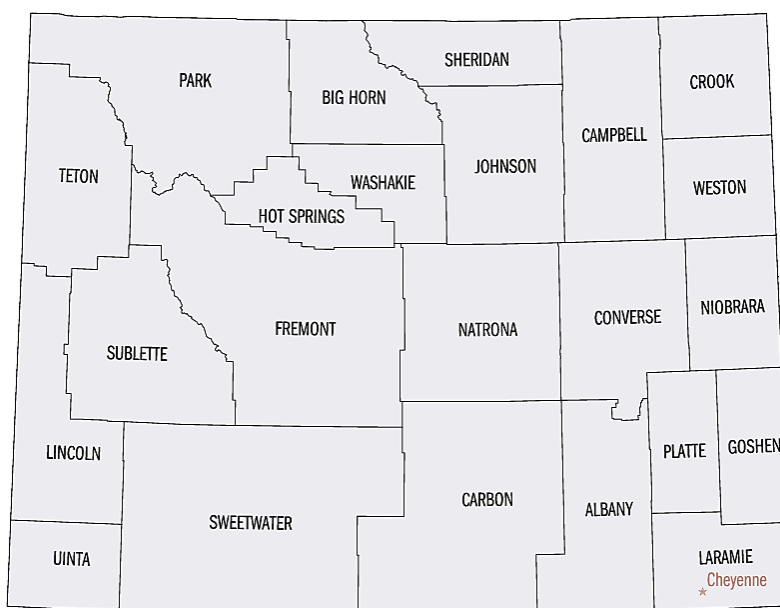 SHERIDAN
PARK
CROOK
BIG HORN
CAMPBELL
JOHNSON
TETON
WASHAKIE
WESTON
HOT SPRINGS
NIOBRARA
CONVERSE
FREMONT
NATRONA
SUBLETTE
GOSHEN
PLATTE
LINCOLN
CARBON
ALBANY
SWEETWATER
LARAMIE
UINTA
Cheyenne